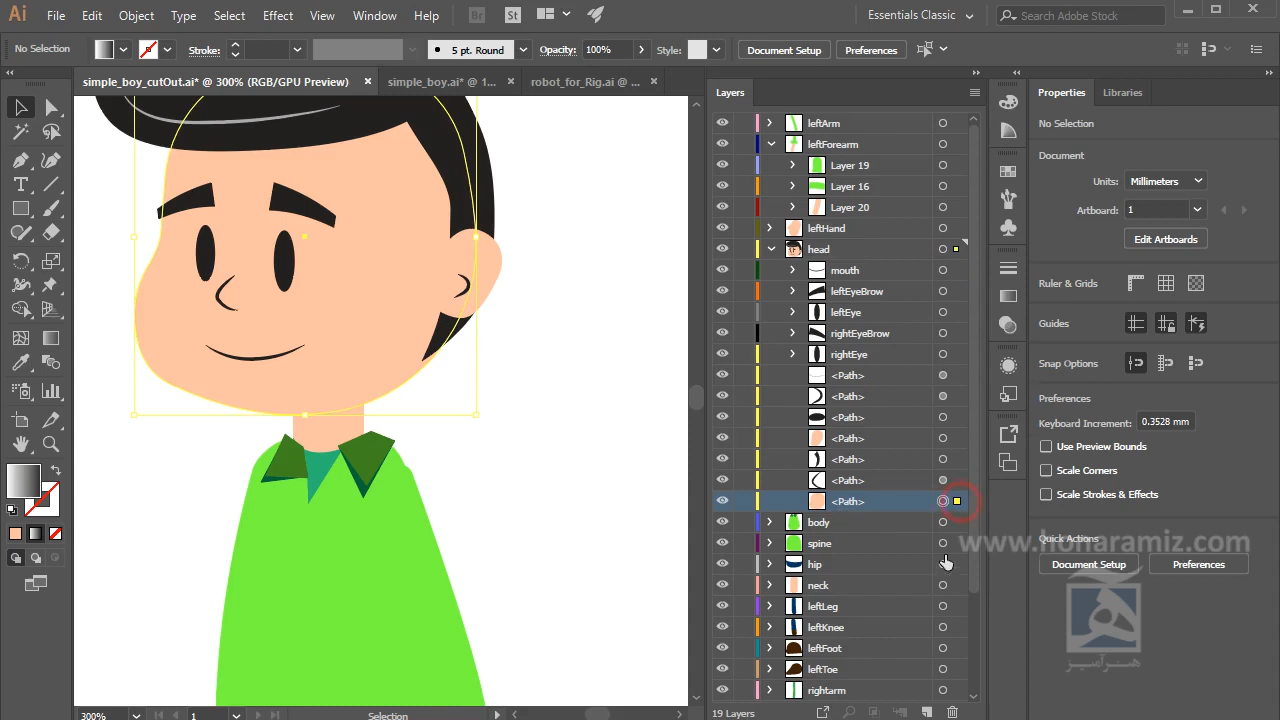 Ai File Edit Object Type Select Effect View Window Help Br St Essentials Classic Search Adobe Stock
No Selection Stroke: 5 pt. Round Opacity: 100% Style: Document Setup Preferences
simple_boy_cutOut.ai* @ 300% (RGB/GPU Preview) simple_boy.ai* @ 1... robot_for_Rig.ai @ ...
Layers
leftArm
leftForearm
Layer 19
Layer 16
Layer 20
leftHand
head
mouth
leftEyeBrow
leftEye
rightEyeBrow
rightEye
<Path>
<Path>
<Path>
<Path>
<Path>
<Path>
<Path>
body
spine
hip
neck
leftLeg
leftKnee
leftFoot
leftToe
rightarm
19 Layers
Properties Libraries
No Selection
Document
Units: Millimeters
Artboard: 1
Edit Artboards
Ruler & Grids
Guides
Snap Options
Preferences
Keyboard Increment: 0.3528 mm
Use Preview Bounds
Scale Corners
Scale Strokes & Effects
Quick Actions
www.honaramiz.com
Document Setup Preferences
هنرآمیز
300% 1 Selection